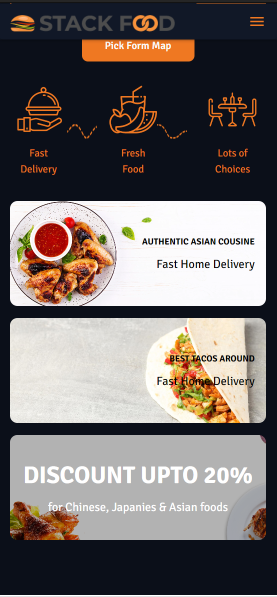 STACK FOOD
Pick Form Map
Fast
Delivery
Fresh
Food
Lots of
Choices
AUTHENTIC ASIAN COUSINE
Fast Home Delivery
BEST TACOS AROUND
Fast Home Delivery
DISCOUNT UPTO 20%
for Chinese, Japanies & Asian foods